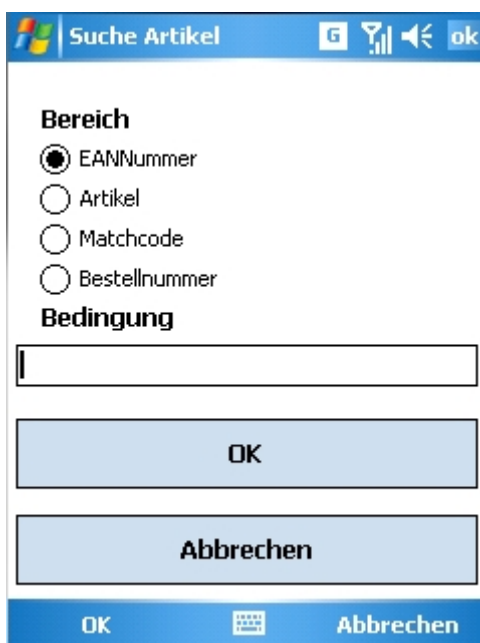 Suche Artikel G ok
Bereich
EANNummer
Artikel
Matchcode
Bestellnummer
Bedingung
OK
Abbrechen
OK Abbrechen